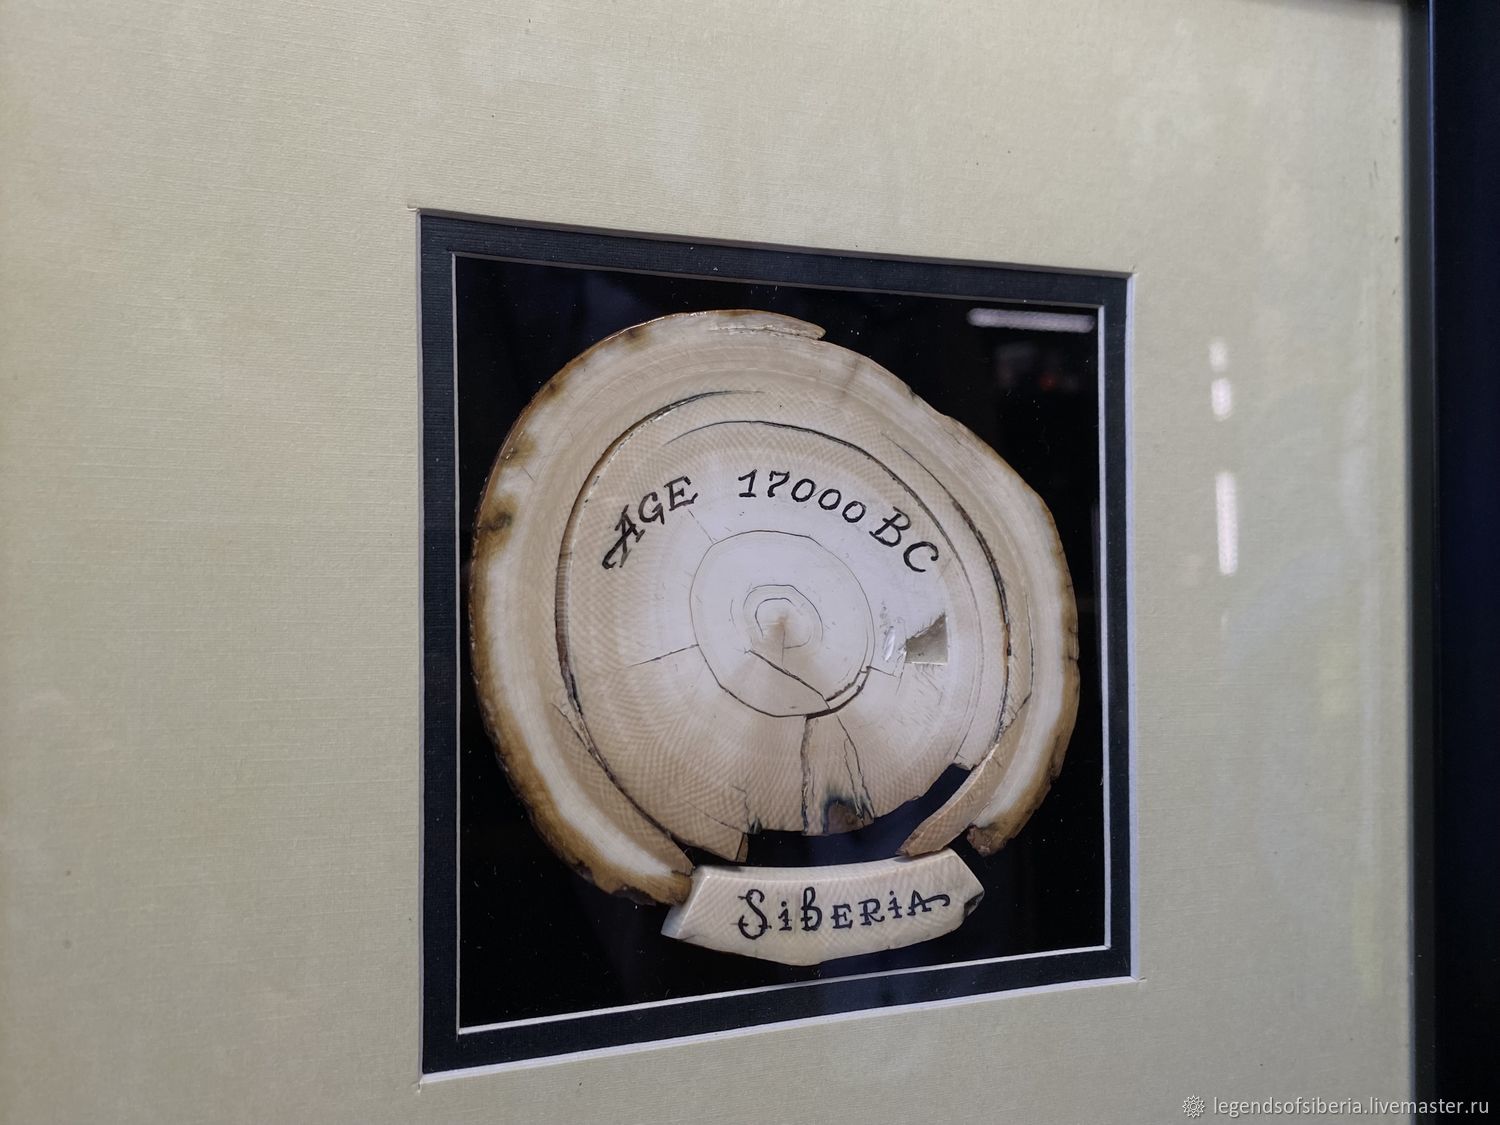 AGE 17000 BC
SiBERiA
legendsofsiberia.livemaster.ru